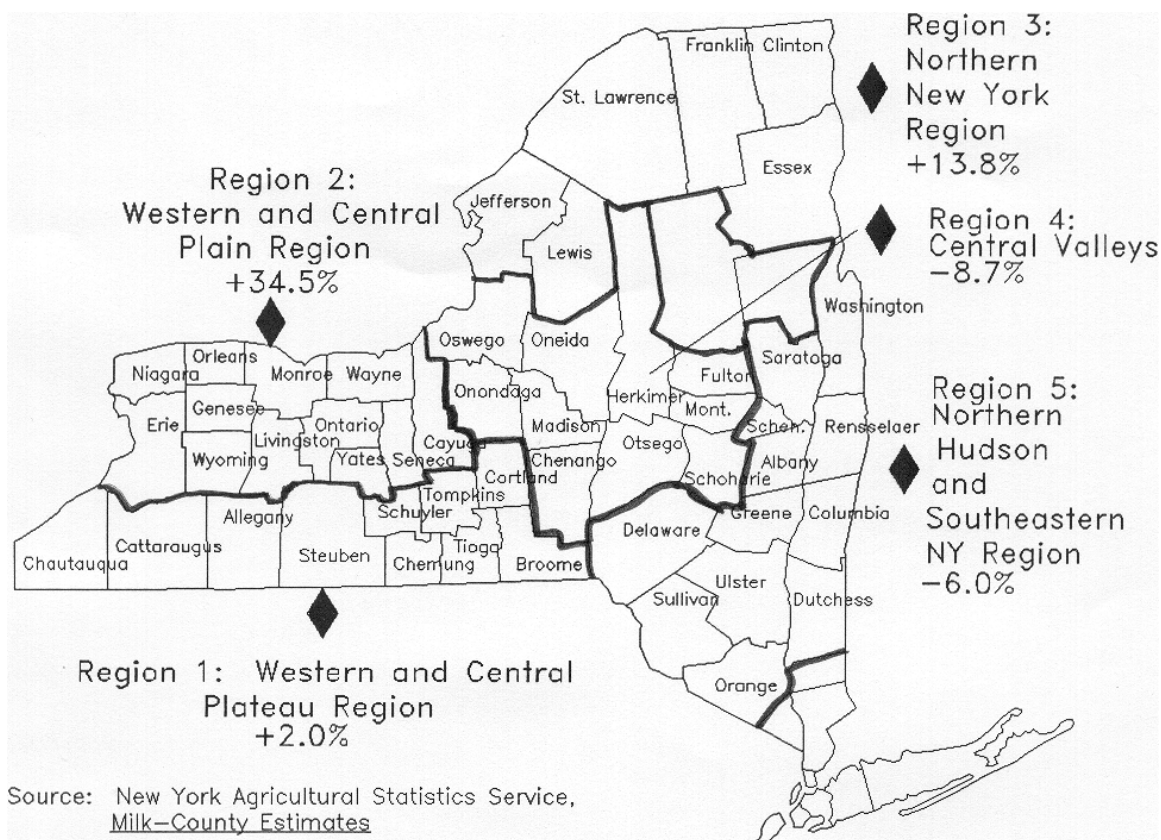 Region 3:
Northern
New York
Region
+13.8%
Region 4:
Central Valleys
-8.7%
Region 5:
Northern
Hudson
and
Southeastern
NY Region
-6.0%
Region 2:
Western and Central
Plain Region
+34.5%
Franklin
Clinton
St. Lawrence
Essex
Jefferson
Lewis
Washington
Oswego
Oneida
Saratoga
Herkimer
Fulton
Mont.
Niagara
Orleans
Monroe
Wayne
Genesee
Erie
Wyoming
Livingston
Ontario
Yates
Seneca
Cayuga
Onondaga
Madison
Otsego
Schen.
Rensselaer
Chenango
Cortland
Schoharie
Albany
Tompkins
Schuyler
Allegany
Cattaraugus
Chautauqua
Steuben
Chemung
Tioga
Broome
Delaware
Greene
Columbia
Ulster
Sullivan
Dutchess
Orange
Region 1: Western and Central
Plateau Region
+2.0%
Source: New York Agricultural Statistics Service,
Milk-County Estimates